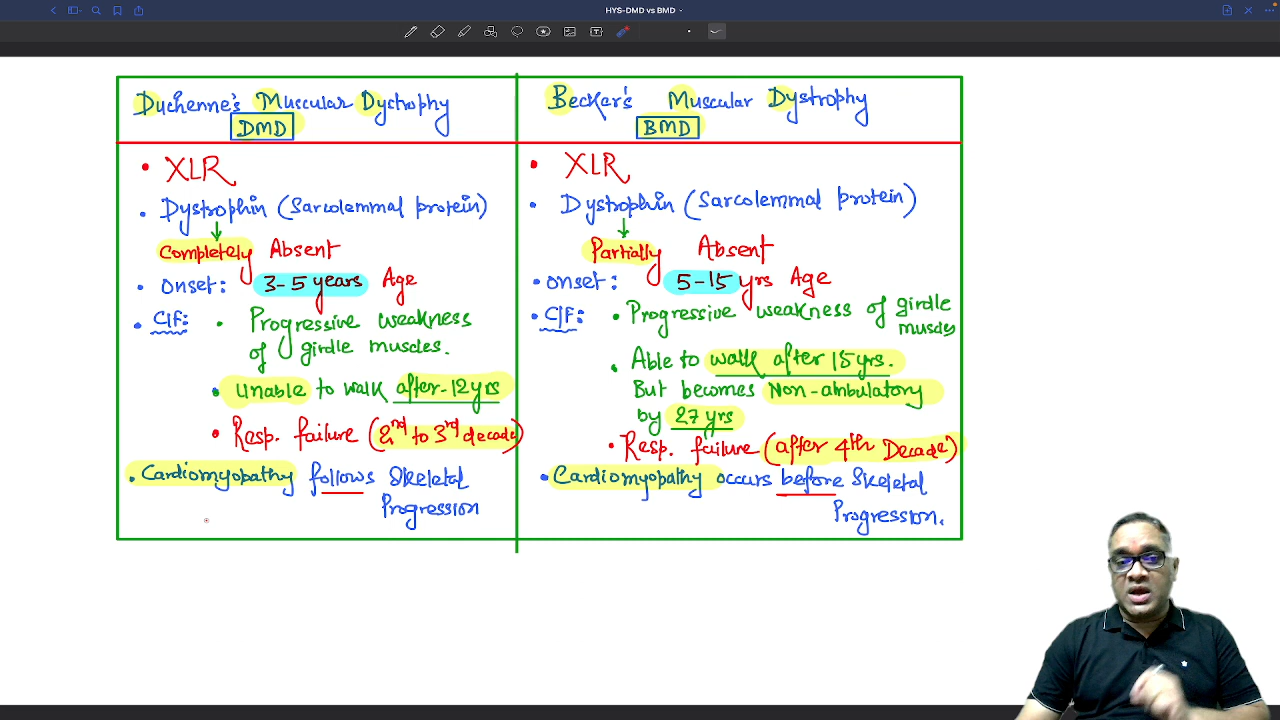 HYS-DMD vs BMD
Duchenne's Muscular Dystrophy
DMD
• XLR
• Dystrophin (Sarcolemmal protein)
Completely Absent
• onset: 3-5 years Age
• C/F: • Progressive weakness
of girdle muscles.
• Unable to walk after 12 yrs
• Resp. failure (2nd to 3rd decade)
• Cardiomyopathy follows Skeletal
Progression
Becker's Muscular Dystrophy
BMD
• XLR
• Dystrophin (Sarcolemmal protein)
Partially Absent
• onset: 5-15 yrs Age
• C/F: • Progressive weakness of girdle
muscles
• Able to walk after 15 yrs.
But becomes Non-ambulatory
by 27 yrs
• Resp. failure (after 4th Decade)
• Cardiomyopathy occurs before Skeletal
Progression.